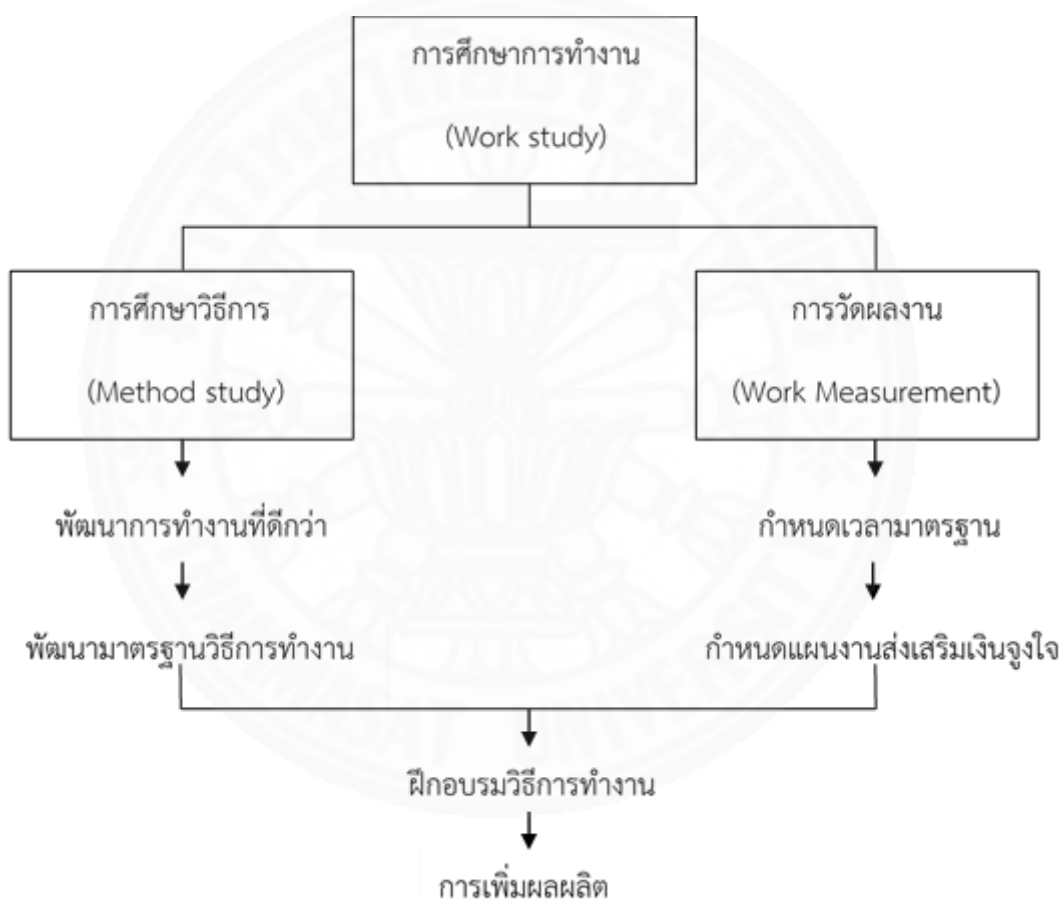 การศึกษาการทำงาน
(Work study)
การศึกษาวิธีการ
(Method study)
การวัดผลงาน
(Work Measurement)
พัฒนาการทำงานที่ดีกว่า
กำหนดเวลามาตรฐาน
พัฒนามาตรฐานวิธีการทำงาน
กำหนดแผนงานส่งเสริมเงินจูงใจ
ฝึกอบรมวิธีการทำงาน
การเพิ่มผลผลิต